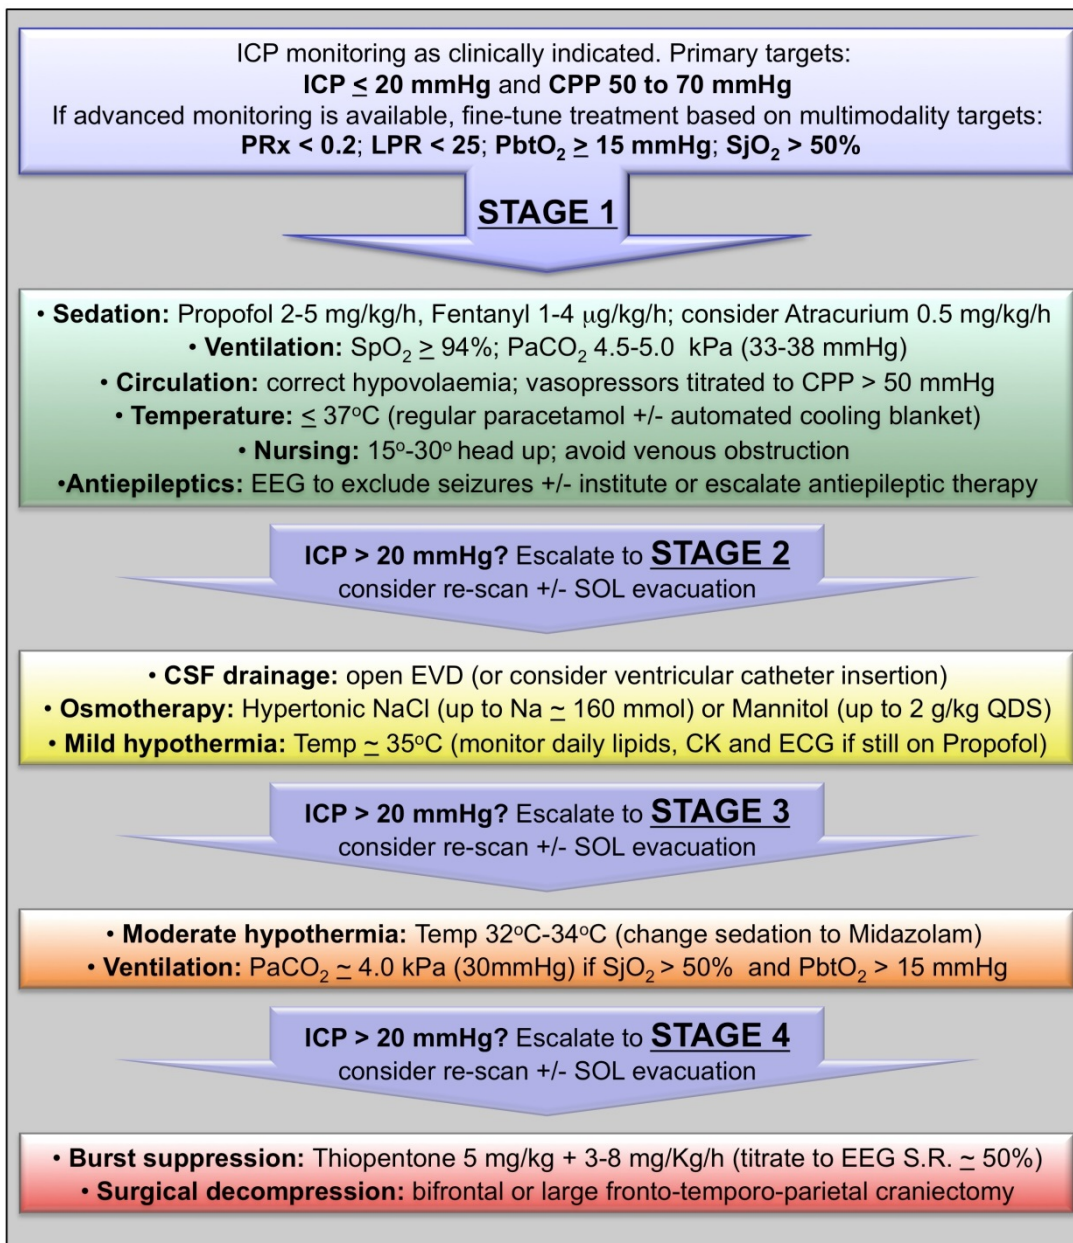 ICP monitoring as clinically indicated. Primary targets:
ICP ≤ 20 mmHg and CPP 50 to 70 mmHg
If advanced monitoring is available, fine-tune treatment based on multimodality targets:
PRx < 0.2; LPR < 25; PbtO₂ ≥ 15 mmHg; SjO₂ > 50%
STAGE 1
• Sedation: Propofol 2-5 mg/kg/h, Fentanyl 1-4 μg/kg/h; consider Atracurium 0.5 mg/kg/h
• Ventilation: SpO₂ ≥ 94%; PaCO₂ 4.5-5.0 kPa (33-38 mmHg)
• Circulation: correct hypovolaemia; vasopressors titrated to CPP > 50 mmHg
• Temperature: ≤ 37°C (regular paracetamol +/- automated cooling blanket)
• Nursing: 15°-30° head up; avoid venous obstruction
•Antiepileptics: EEG to exclude seizures +/- institute or escalate antiepileptic therapy
ICP > 20 mmHg? Escalate to STAGE 2
consider re-scan +/- SOL evacuation
• CSF drainage: open EVD (or consider ventricular catheter insertion)
• Osmotherapy: Hypertonic NaCl (up to Na ≃ 160 mmol) or Mannitol (up to 2 g/kg QDS)
• Mild hypothermia: Temp ≃ 35°C (monitor daily lipids, CK and ECG if still on Propofol)
ICP > 20 mmHg? Escalate to STAGE 3
consider re-scan +/- SOL evacuation
• Moderate hypothermia: Temp 32°C-34°C (change sedation to Midazolam)
• Ventilation: PaCO₂ ≃ 4.0 kPa (30mmHg) if SjO₂ > 50% and PbtO₂ > 15 mmHg
ICP > 20 mmHg? Escalate to STAGE 4
consider re-scan +/- SOL evacuation
• Burst suppression: Thiopentone 5 mg/kg + 3-8 mg/Kg/h (titrate to EEG S.R. ≃ 50%)
• Surgical decompression: bifrontal or large fronto-temporo-parietal craniectomy